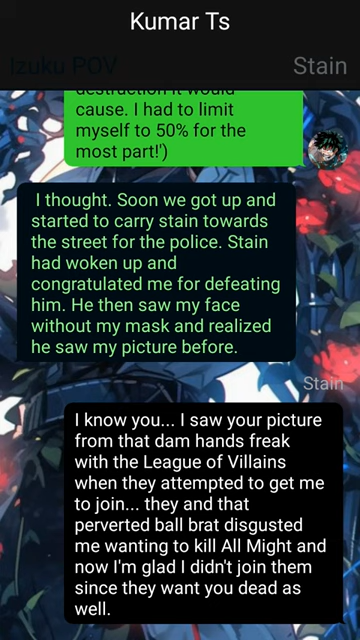 Kumar Ts
Izuku POV
Stain
destruction it would
cause. I had to limit
myself to 50% for the
most part!')
I thought. Soon we got up and
started to carry stain towards
the street for the police. Stain
had woken up and
congratulated me for defeating
him. He then saw my face
without my mask and realized
he saw my picture before.
Stain
I know you... I saw your picture
from that dam hands freak
with the League of Villains
when they attempted to get me
to join... they and that
perverted ball brat disgusted
me wanting to kill All Might and
now I'm glad I didn't join them
since they want you dead as
well.